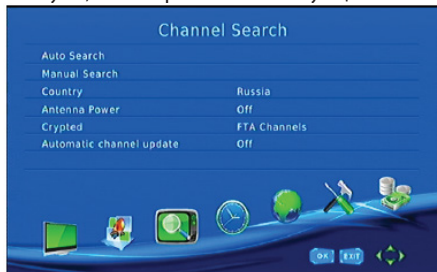 Channel Search
Auto Search
Manual Search
Country Russia
Antenna Power Off
Crypted FTA Channels
Automatic channel update Off
OK EXIT